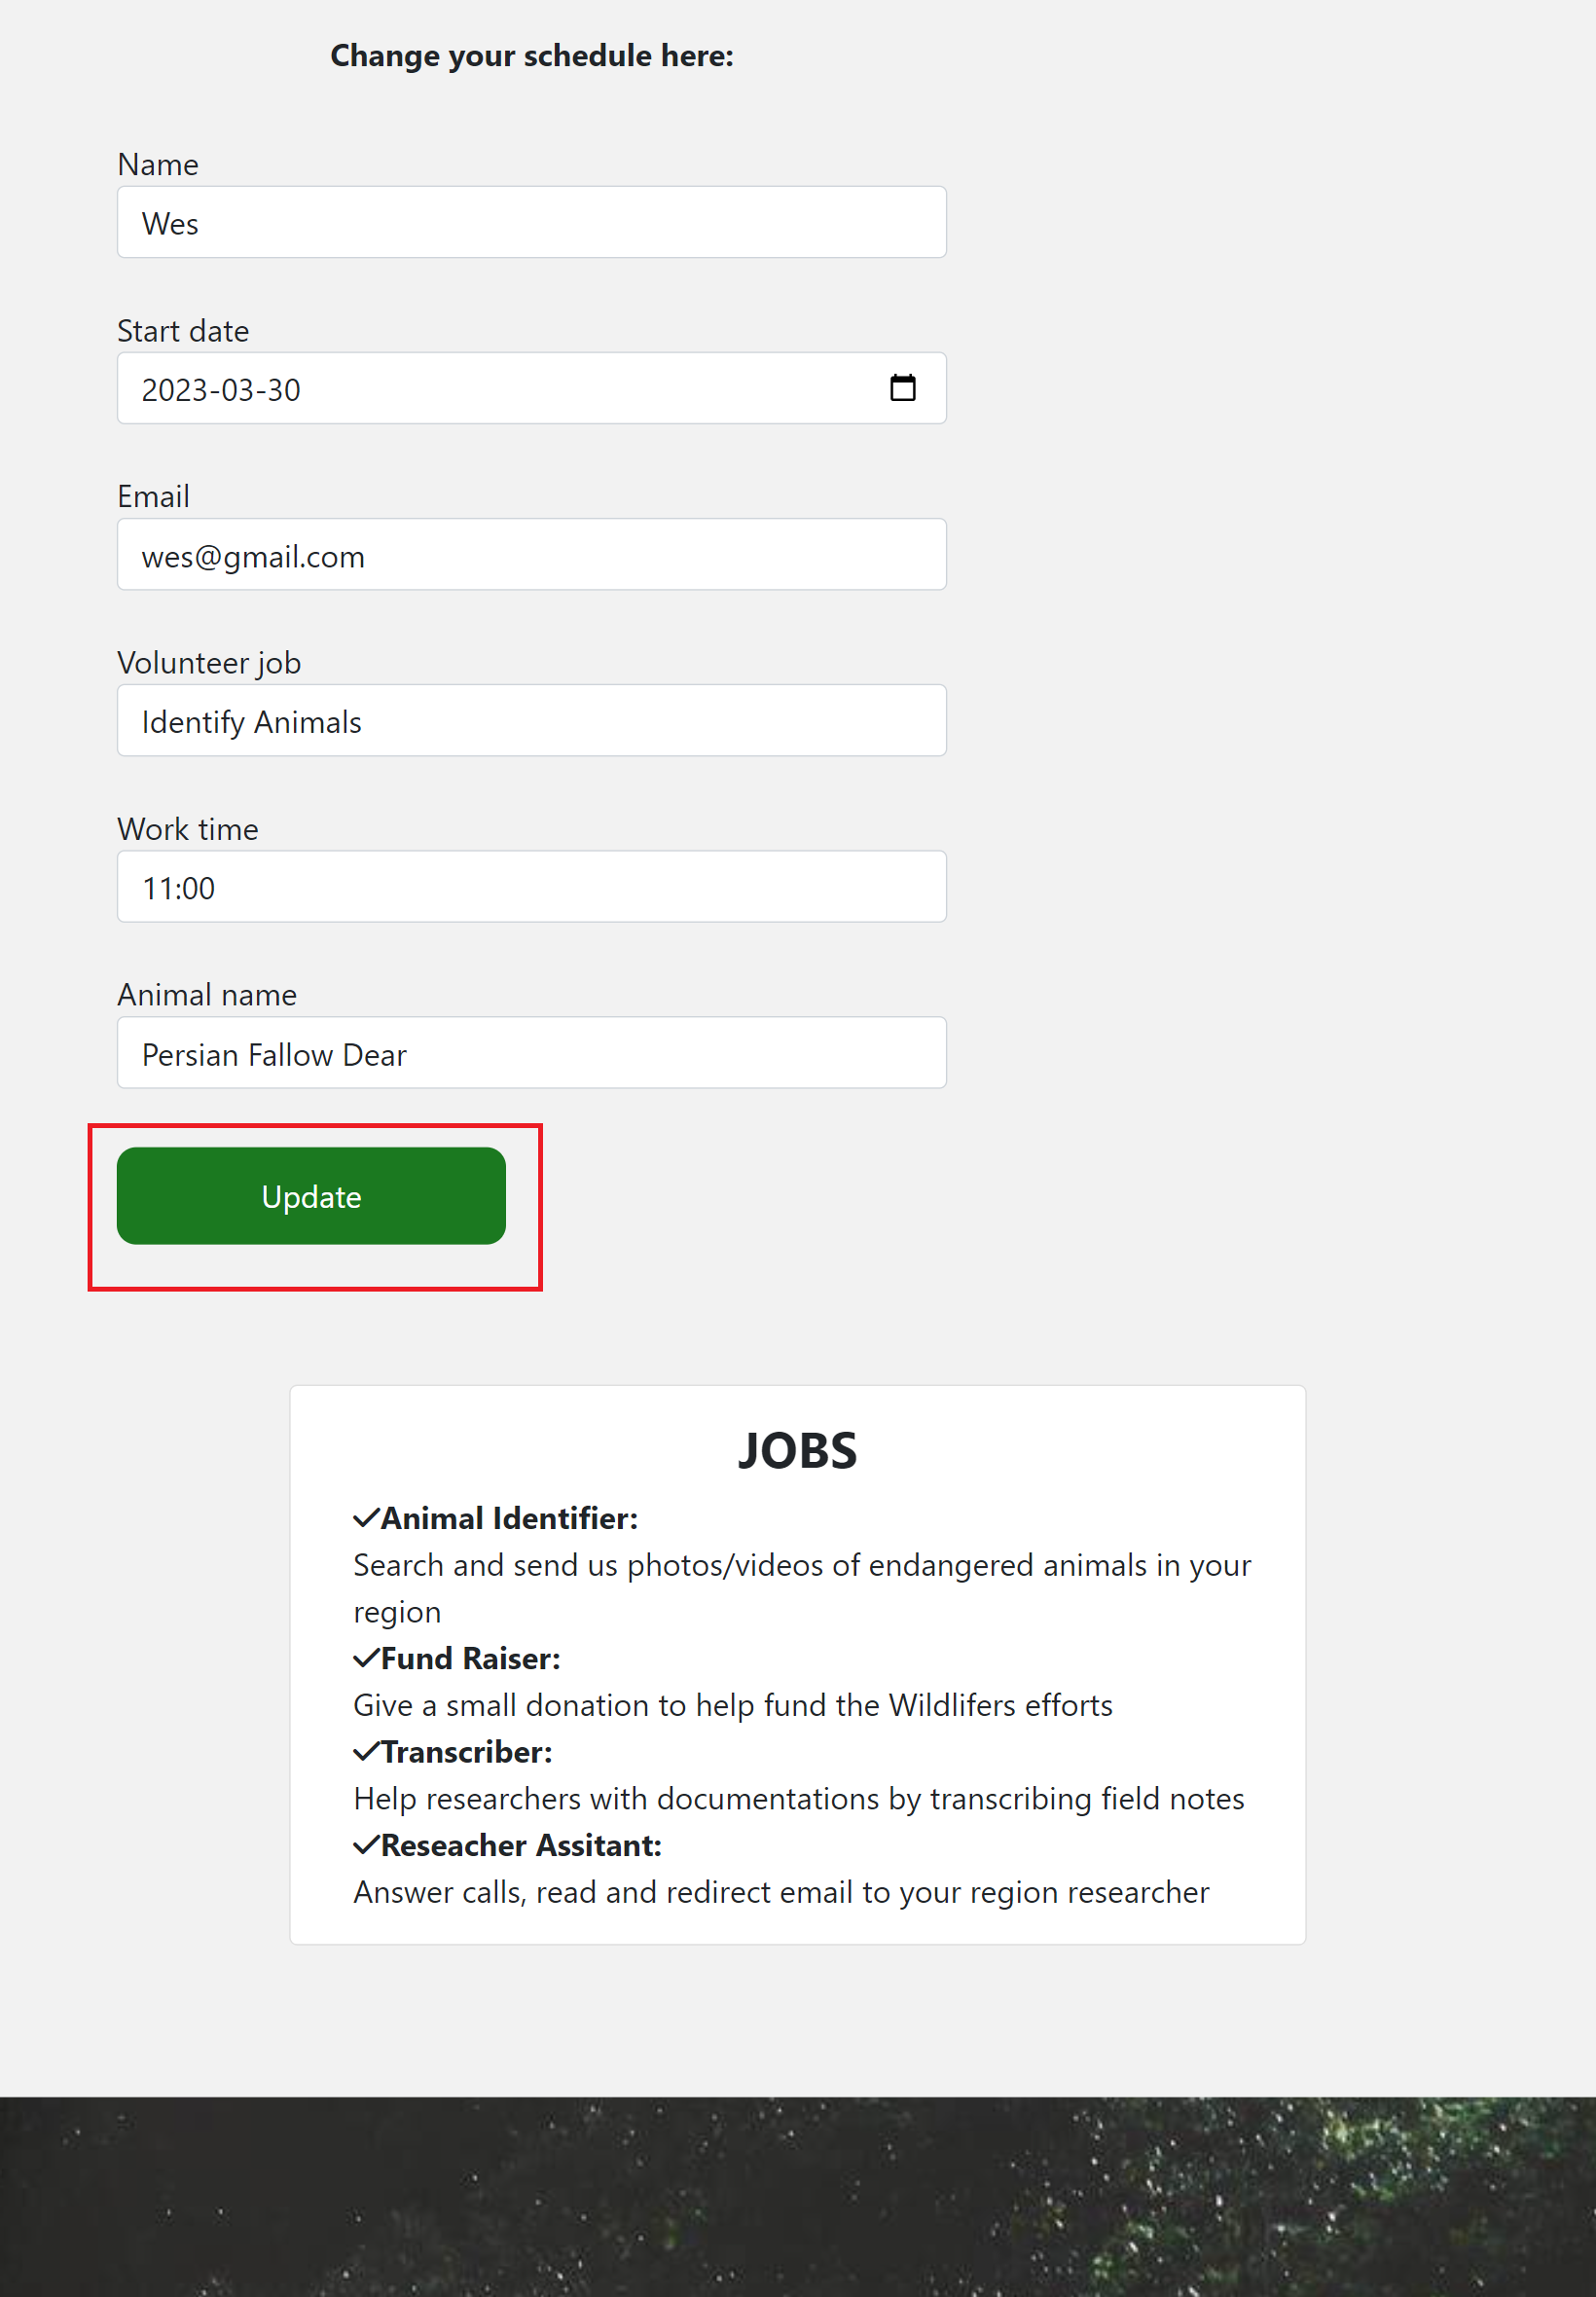 Change your schedule here:
Name
Wes
Start date
2023-03-30
Email
wes@gmail.com
Volunteer job
Identify Animals
Work time
11:00
Animal name
Persian Fallow Dear
Update
JOBS
Animal Identifier:
Search and send us photos/videos of endangered animals in your
region
Fund Raiser:
Give a small donation to help fund the Wildlifers efforts
Transcriber:
Help researchers with documentations by transcribing field notes
Reseacher Assitant:
Answer calls, read and redirect email to your region researcher